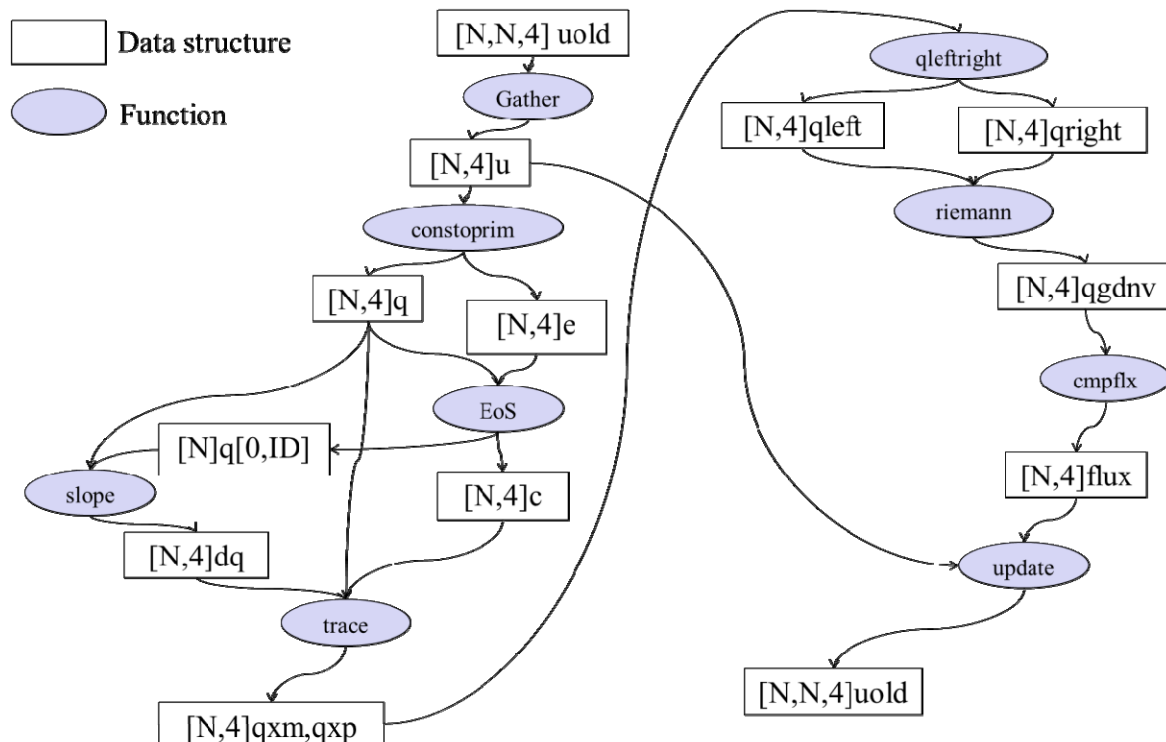 Data structure
Function
[N,N,4] uold
Gather
[N,4]u
constoprim
[N,4]q
[N,4]e
EoS
[N]q[0,ID]
slope
[N,4]c
[N,4]dq
trace
[N,4]qxm,qxp
qleftright
[N,4]qleft
[N,4]qright
riemann
[N,4]qgdnv
cmpflx
[N,4]flux
update
[N,N,4]uold